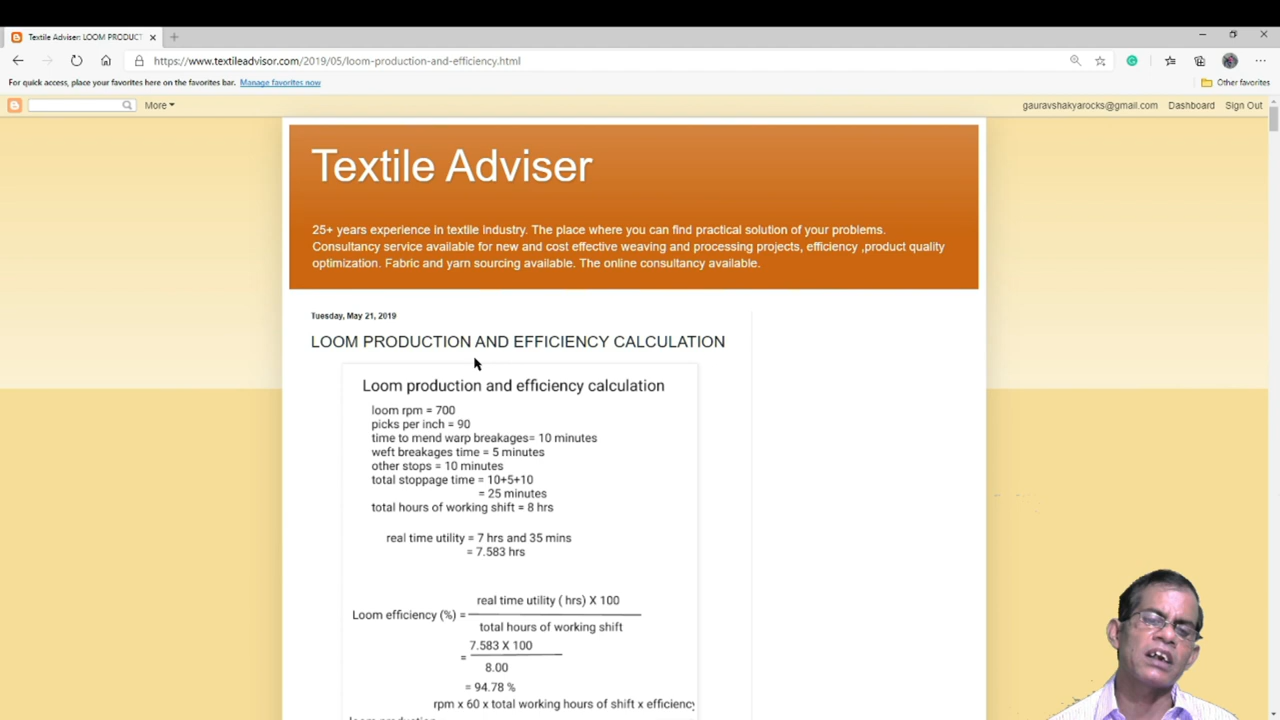 Textile Adviser: LOOM PRODUCT
https://www.textileadvisor.com/2019/05/loom-production-and-efficiency.html
For quick access, place your favorites here on the favorites bar. Manage favorites now
Other favorites
More
gauravshakyarocks@gmail.com Dashboard Sign Out
Textile Adviser
25+ years experience in textile industry. The place where you can find practical solution of your problems.
Consultancy service available for new and cost effective weaving and processing projects, efficiency ,product quality
optimization. Fabric and yarn sourcing available. The online consultancy available.
Tuesday, May 21, 2019
LOOM PRODUCTION AND EFFICIENCY CALCULATION
Loom production and efficiency calculation
loom rpm = 700
picks per inch = 90
time to mend warp breakages= 10 minutes
weft breakages time = 5 minutes
other stops = 10 minutes
total stoppage time = 10+5+10
= 25 minutes
total hours of working shift = 8 hrs
real time utility = 7 hrs and 35 mins
= 7.583 hrs
real time utility ( hrs) X 100
Loom efficiency (%) =
total hours of working shift
7.583 X 100
=
8.00
= 94.78 %
rpm x 60 x total working hours of shift x efficiency
loom production